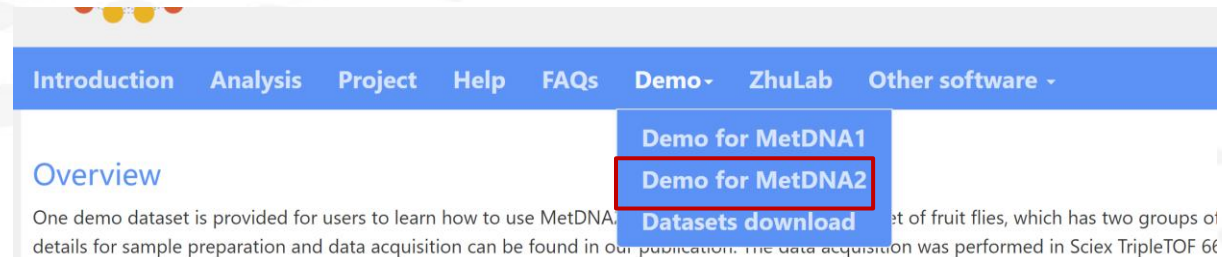 Introduction Analysis Project Help FAQs Demo ZhuLab Other software
Demo for MetDNA1
Demo for MetDNA2
Datasets download
Overview
One demo dataset is provided for users to learn how to use MetDNA et of fruit flies, which has two groups of
details for sample preparation and data acquisition can be found in our publication. The data acquisition was performed in Sciex TripleTOF 66